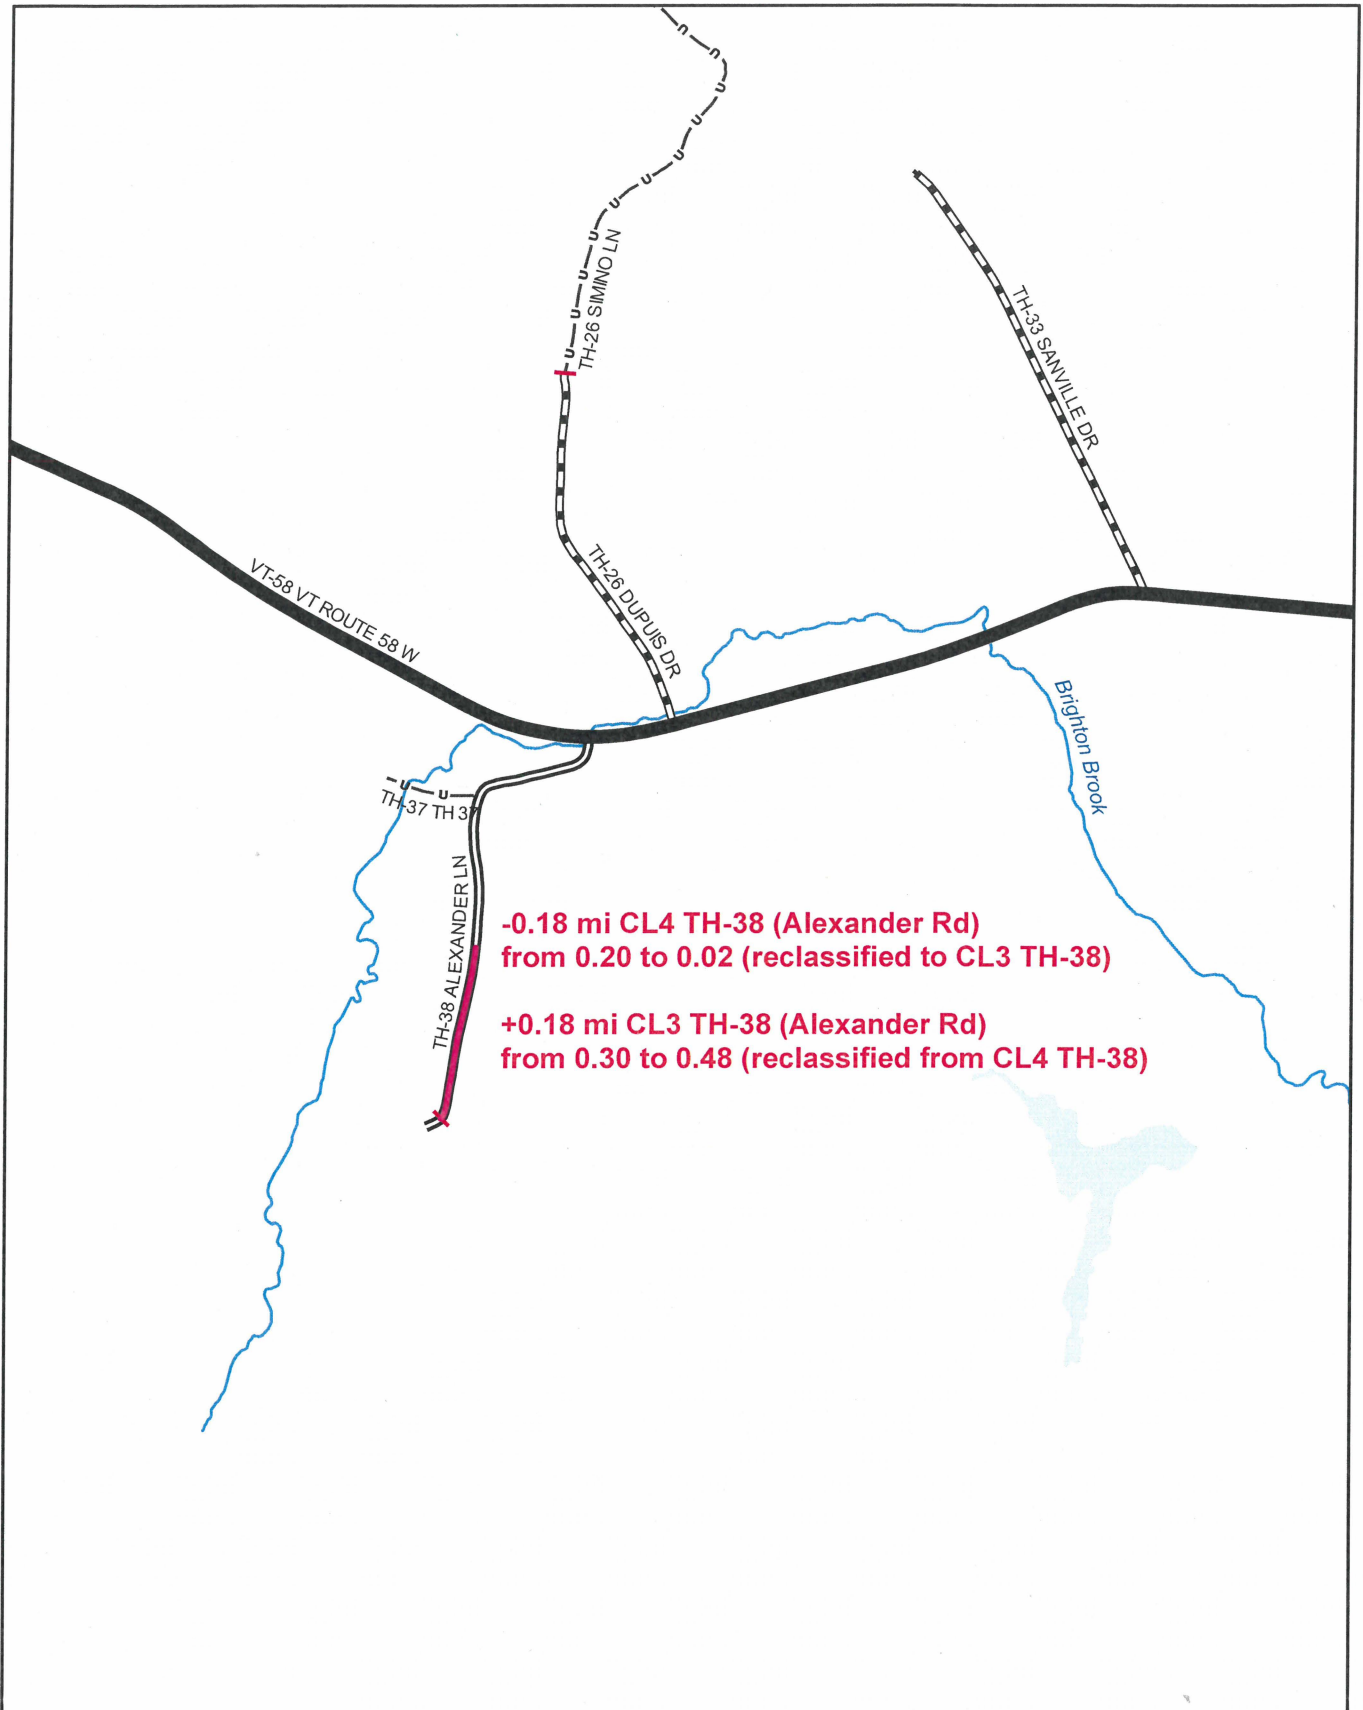 TH-26 SIMINO LN
TH-33 SANVILLE DR
VT-58 VT ROUTE 58 W
TH-26 DUPUIS DR
Brighton Brook
TH-37 TH 37
TH-38 ALEXANDER LN
-0.18 mi CL4 TH-38 (Alexander Rd)
from 0.20 to 0.02 (reclassified to CL3 TH-38)
+0.18 mi CL3 TH-38 (Alexander Rd)
from 0.30 to 0.48 (reclassified from CL4 TH-38)